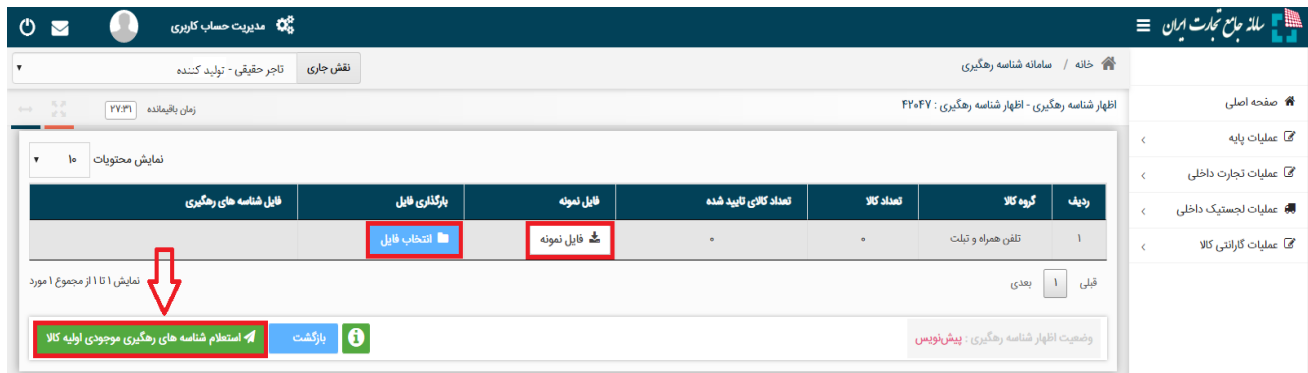 سامانه جامع تجارت ایران
مدیریت حساب کاربری
خانه / سامانه شناسه رهگیری
نقش جاری
تاجر حقیقی - تولید کننده
اظهار شناسه رهگیری - اظهار شناسه رهگیری : ۴۲۰۴۷
زمان باقیمانده ۲۷:۳۱
صفحه اصلی
عملیات پایه
عملیات تجارت داخلی
عملیات لجستیک داخلی
عملیات گارانتی کالا
نمایش محتویات ۱۰
ردیف گروه کالا تعداد کالا تعداد کالای تایید شده فایل نمونه بارگذاری فایل فایل شناسه های رهگیری
۱ تلفن همراه و تبلت ۰ ۰ فایل نمونه انتخاب فایل
قبلی ۱ بعدی
نمایش ۱ تا ۱ از مجموع ۱ مورد
وضعیت اظهار شناسه رهگیری : پیش‌نویس
بازگشت
استعلام شناسه های رهگیری موجودی اولیه کالا